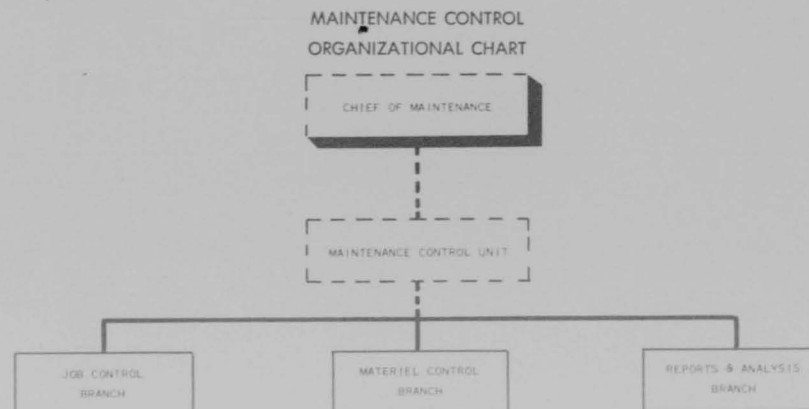 MAINTENANCE CONTROL
ORGANIZATIONAL CHART
CHIEF OF MAINTENANCE
MAINTENANCE CONTROL UNIT
JOB CONTROL
BRANCH
MATERIEL CONTROL
BRANCH
REPORTS & ANALYSIS
BRANCH